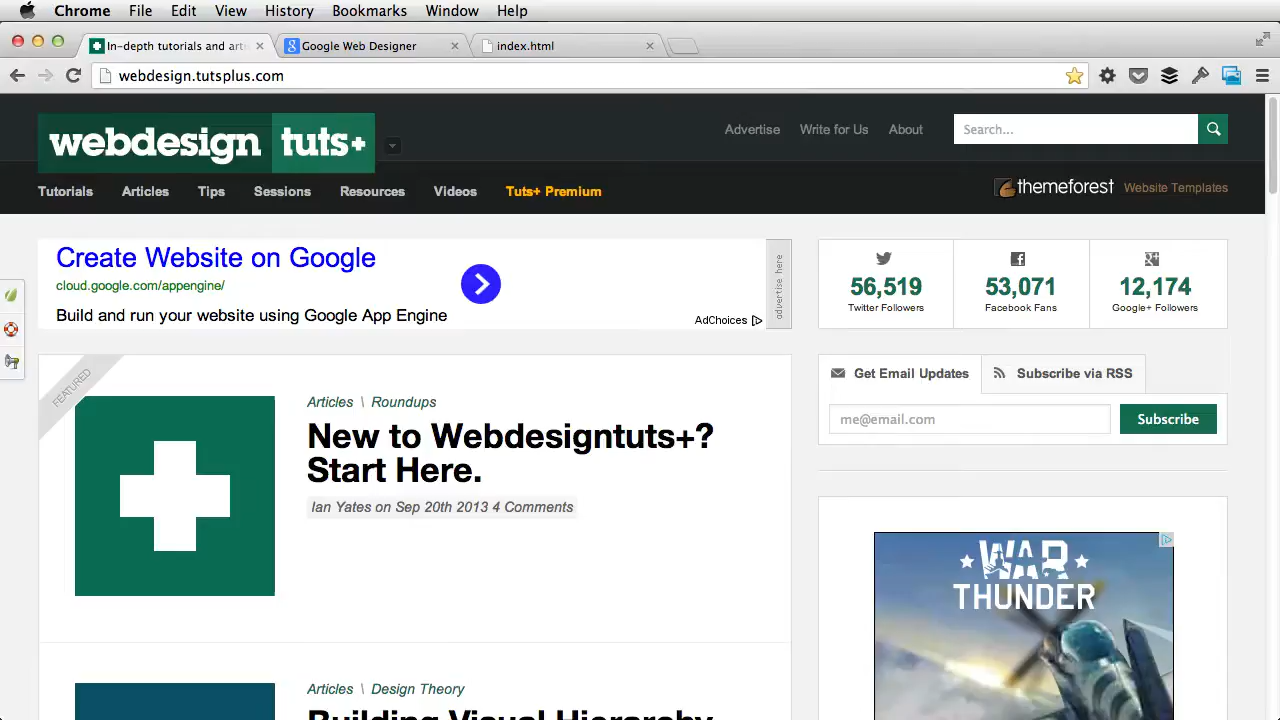 Chrome File Edit View History Bookmarks Window Help
In-depth tutorials and art
Google Web Designer
index.html
webdesign.tutsplus.com
webdesign tuts+
Advertise Write for Us About
Search...
Tutorials Articles Tips Sessions Resources Videos Tuts+ Premium
themeforest Website Templates
Create Website on Google
cloud.google.com/appengine/
Build and run your website using Google App Engine
AdChoices
advertise here
56,519
Twitter Followers
53,071
Facebook Fans
12,174
Google+ Followers
Get Email Updates
Subscribe via RSS
me@email.com
Subscribe
FEATURED
Articles \ Roundups
New to Webdesigntuts+?
Start Here.
Ian Yates on Sep 20th 2013 4 Comments
WAR
THUNDER
Articles \ Design Theory
Building Visual Hierarchy